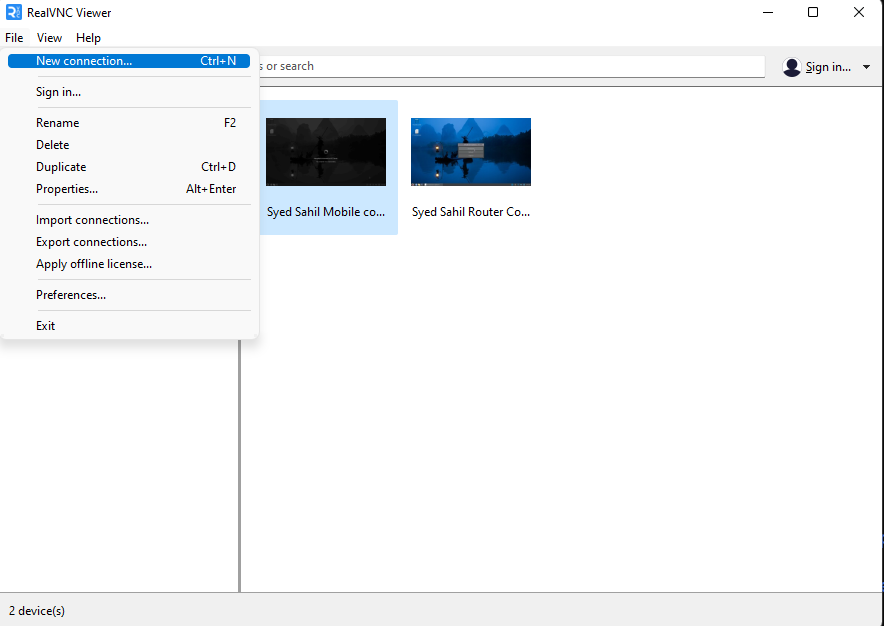 RealVNC Viewer
File View Help
s or search
Sign in...
New connection... Ctrl+N
Sign in...
Rename F2
Delete
Duplicate Ctrl+D
Properties... Alt+Enter
Import connections...
Export connections...
Apply offline license...
Preferences...
Exit
Syed Sahil Mobile co...
Syed Sahil Router Co...
2 device(s)